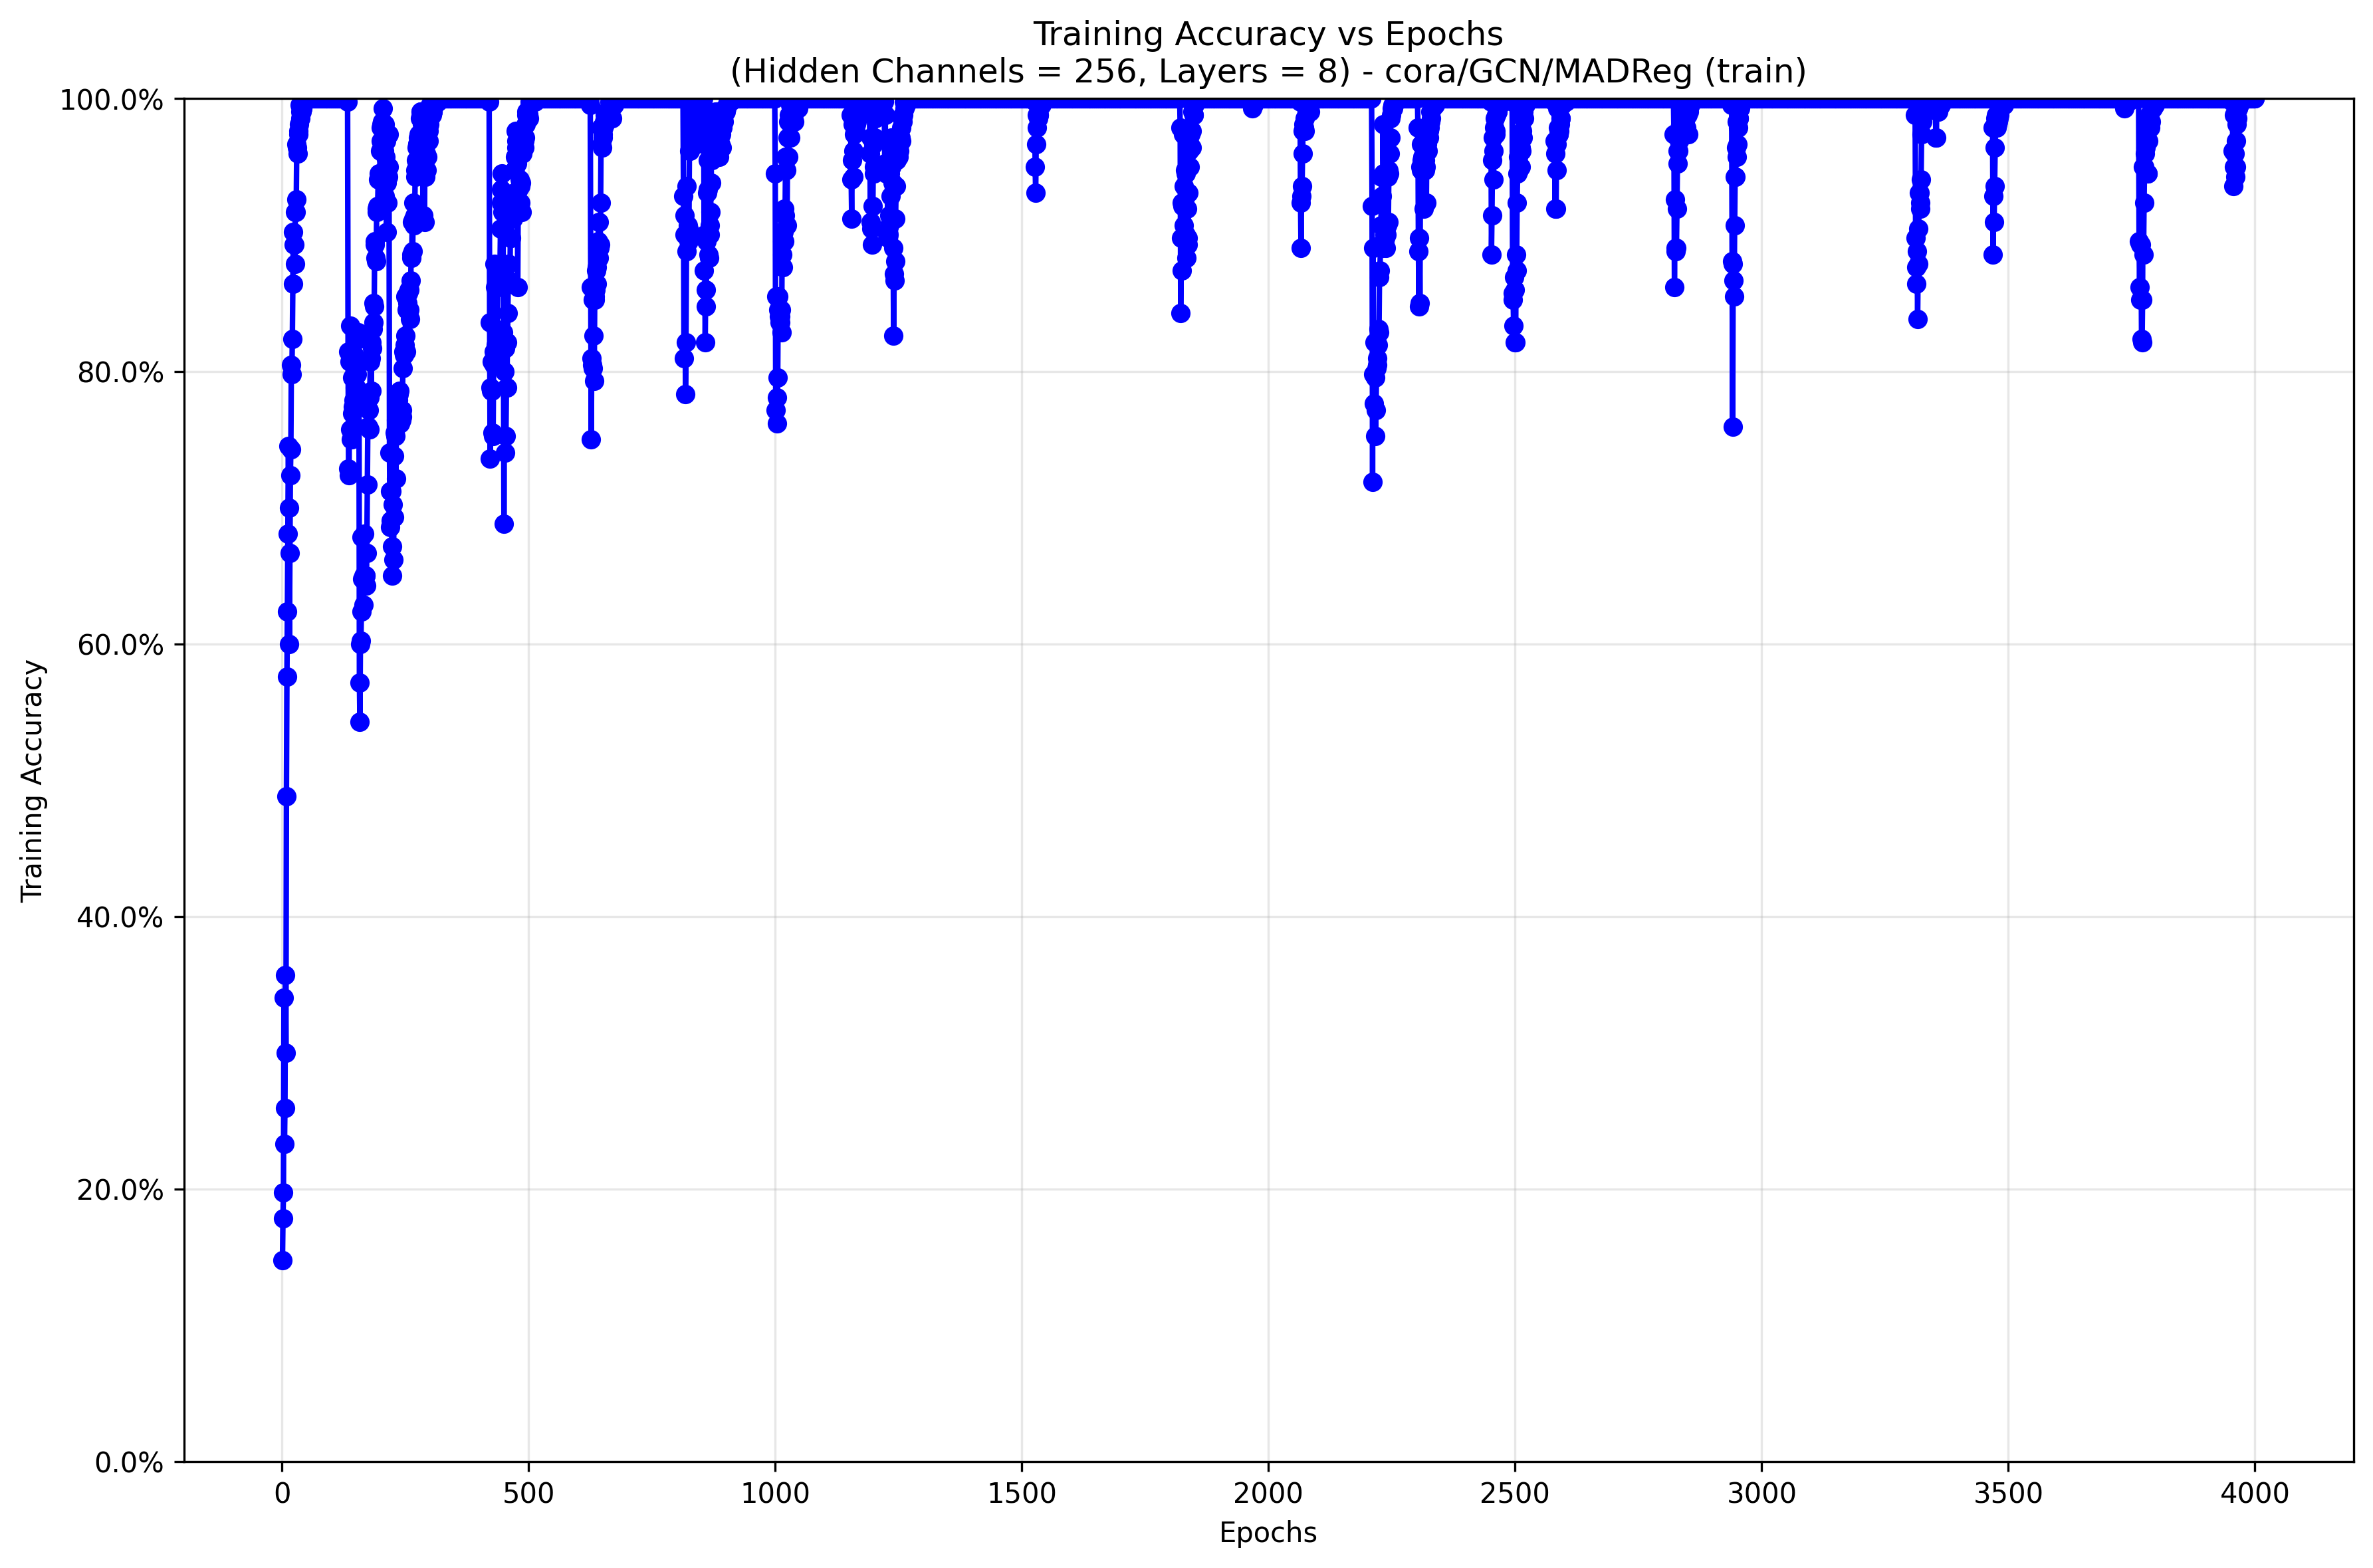 Training Accuracy vs Epochs
(Hidden Channels = 256, Layers = 8) - cora/GCN/MADReg (train)
100.0%
80.0%
60.0%
40.0%
20.0%
0.0%
Training Accuracy
0 500 1000 1500 2000 2500 3000 3500 4000
Epochs